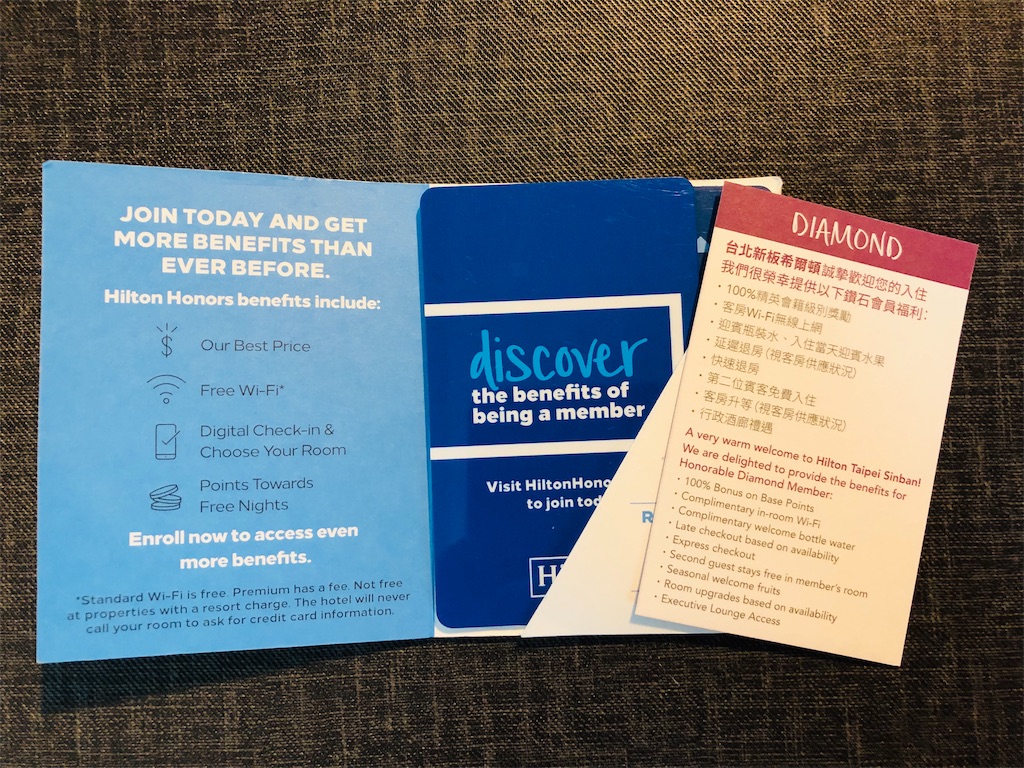 JOIN TODAY AND GET
MORE BENEFITS THAN
EVER BEFORE.
Hilton Honors benefits include:
Our Best Price
Free Wi-Fi*
Digital Check-in &
Choose Your Room
Points Towards
Free Nights
Enroll now to access even
more benefits.
*Standard Wi-Fi is free. Premium has a fee. Not free
at properties with a resort charge. The hotel will never
call your room to ask for credit card information.
discover
the benefits of
being a member
Visit HiltonHono
to join tod
H
R
DIAMOND
台北新板希爾頓誠摯歡迎您的入住
我們很榮幸提供以下鑽石會員福利:
• 100%精英會籍級別獎勵
• 客房Wi-Fi無線上網
• 迎賓瓶裝水、入住當天迎賓水果
• 延遲退房(視客房供應狀況)
• 快速退房
• 第二位賓客免費入住
• 客房升等(視客房供應狀況)
• 行政酒廊禮遇
A very warm welcome to Hilton Taipei Sinban!
We are delighted to provide the benefits for
Honorable Diamond Member:
• 100% Bonus on Base Points
• Complimentary in-room Wi-Fi
• Complimentary welcome bottle water
• Late checkout based on availability
• Express checkout
• Second guest stays free in member's room
• Seasonal welcome fruits
• Room upgrades based on availability
• Executive Lounge Access